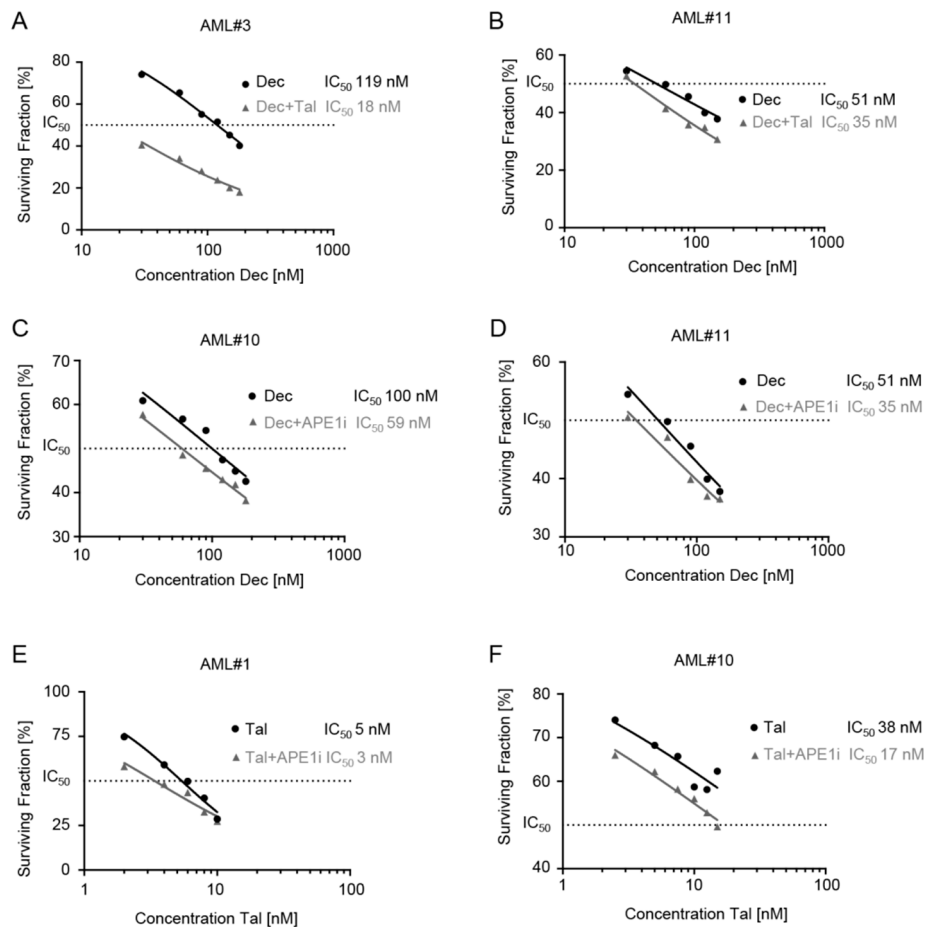 A
AML#3
Surviving Fraction [%]
80
60
IC50
40
20
0
10
100
1000
Concentration Dec [nM]
Dec IC50 119 nM
Dec+Tal IC50 18 nM
B
AML#11
Surviving Fraction [%]
60
IC50
40
20
0
10
100
1000
Concentration Dec [nM]
Dec IC50 51 nM
Dec+Tal IC50 35 nM
C
AML#10
Surviving Fraction [%]
70
60
IC50
40
30
10
100
1000
Concentration Dec [nM]
Dec IC50 100 nM
Dec+APE1i IC50 59 nM
D
AML#11
Surviving Fraction [%]
60
IC50
40
30
10
100
1000
Concentration Dec [nM]
Dec IC50 51 nM
Dec+APE1i IC50 35 nM
E
AML#1
Surviving Fraction [%]
100
75
IC50
25
0
1
10
100
Concentration Tal [nM]
Tal IC50 5 nM
Tal+APE1i IC50 3 nM
F
AML#10
Surviving Fraction [%]
80
70
60
IC50
40
1
10
100
Concentration Tal [nM]
Tal IC50 38 nM
Tal+APE1i IC50 17 nM